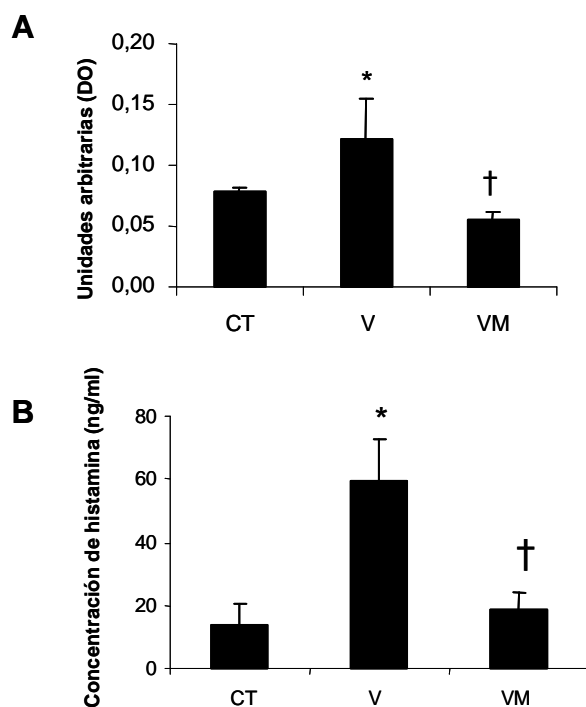 A
Unidades arbitrarias (DO)
0,20
0,15
0,10
0,05
0,00
*
†
CT V VM
B
Concentración de histamina (ng/ml)
80
60
40
20
0
*
†
CT V VM